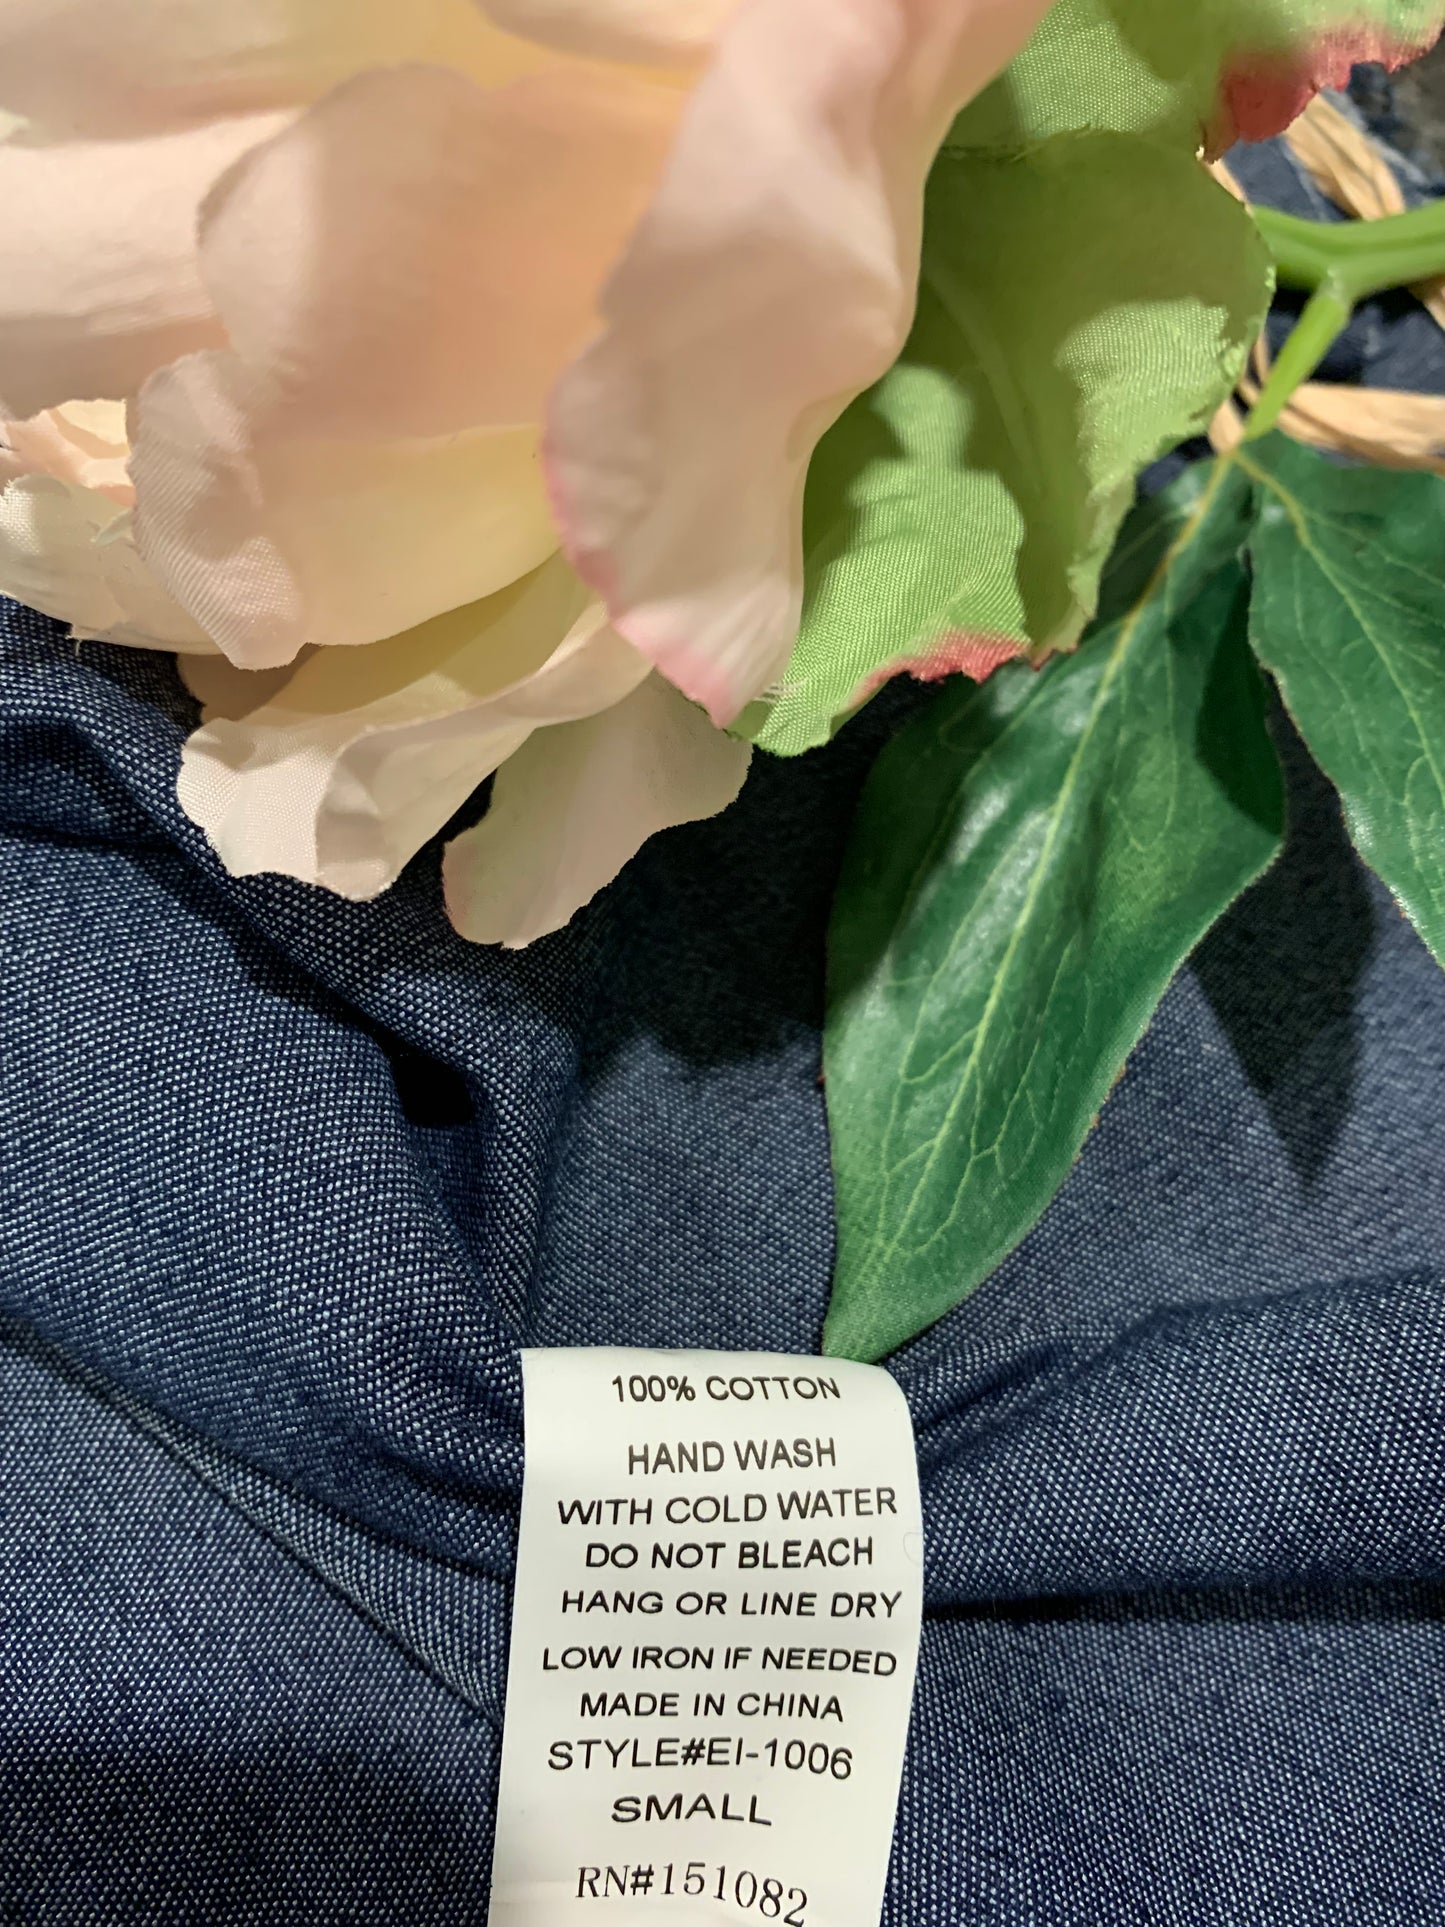 100% COTTON
HAND WASH
WITH COLD WATER
DO NOT BLEACH
HANG OR LINE DRY
LOW IRON IF NEEDED
MADE IN CHINA
STYLE#EI-1006
SMALL
RN#151082